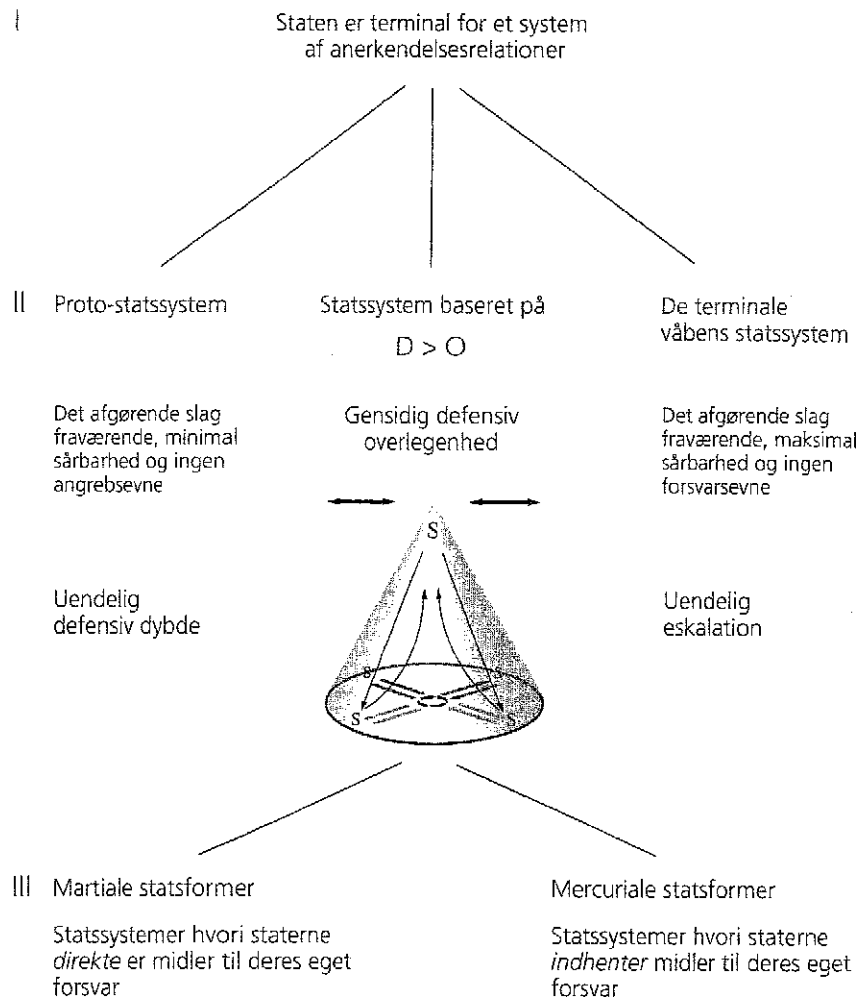 I
Staten er terminal for et system
af anerkendelsesrelationer
II
Proto-statssystem
Statssystem baseret på
D > O
De terminale
våbens statssystem
Det afgørende slag
fraværende, minimal
sårbarhed og ingen
angrebsevne
Gensidig defensiv
overlegenhed
Det afgørende slag
fraværende, maksimal
sårbarhed og ingen
forsvarsevne
S
Uendelig
defensiv dybde
Uendelig
eskalation
S
S
S
S
III
Martiale statsformer
Mercuriale statsformer
Statssystemer hvori staterne
direkte er midler til deres eget
forsvar
Statssystemer hvori staterne
indhenter midler til deres eget
forsvar